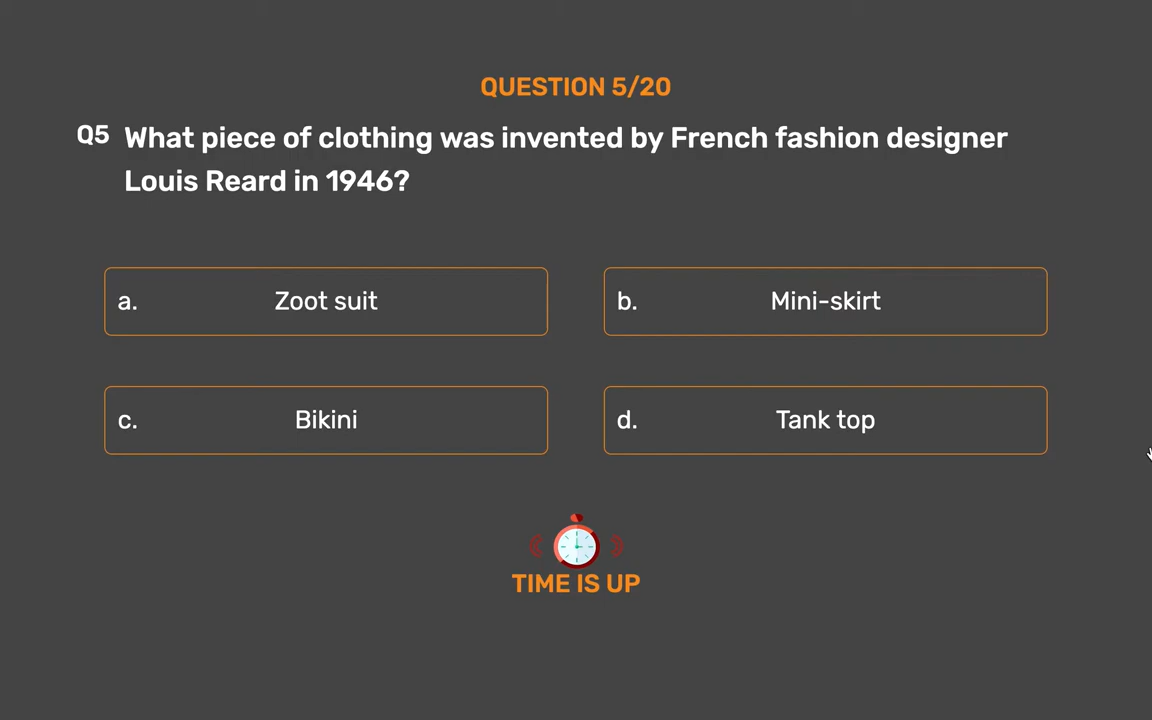 QUESTION 5/20
Q5 What piece of clothing was invented by French fashion designer
Louis Reard in 1946?
a. Zoot suit
b. Mini-skirt
c. Bikini
d. Tank top
TIME IS UP